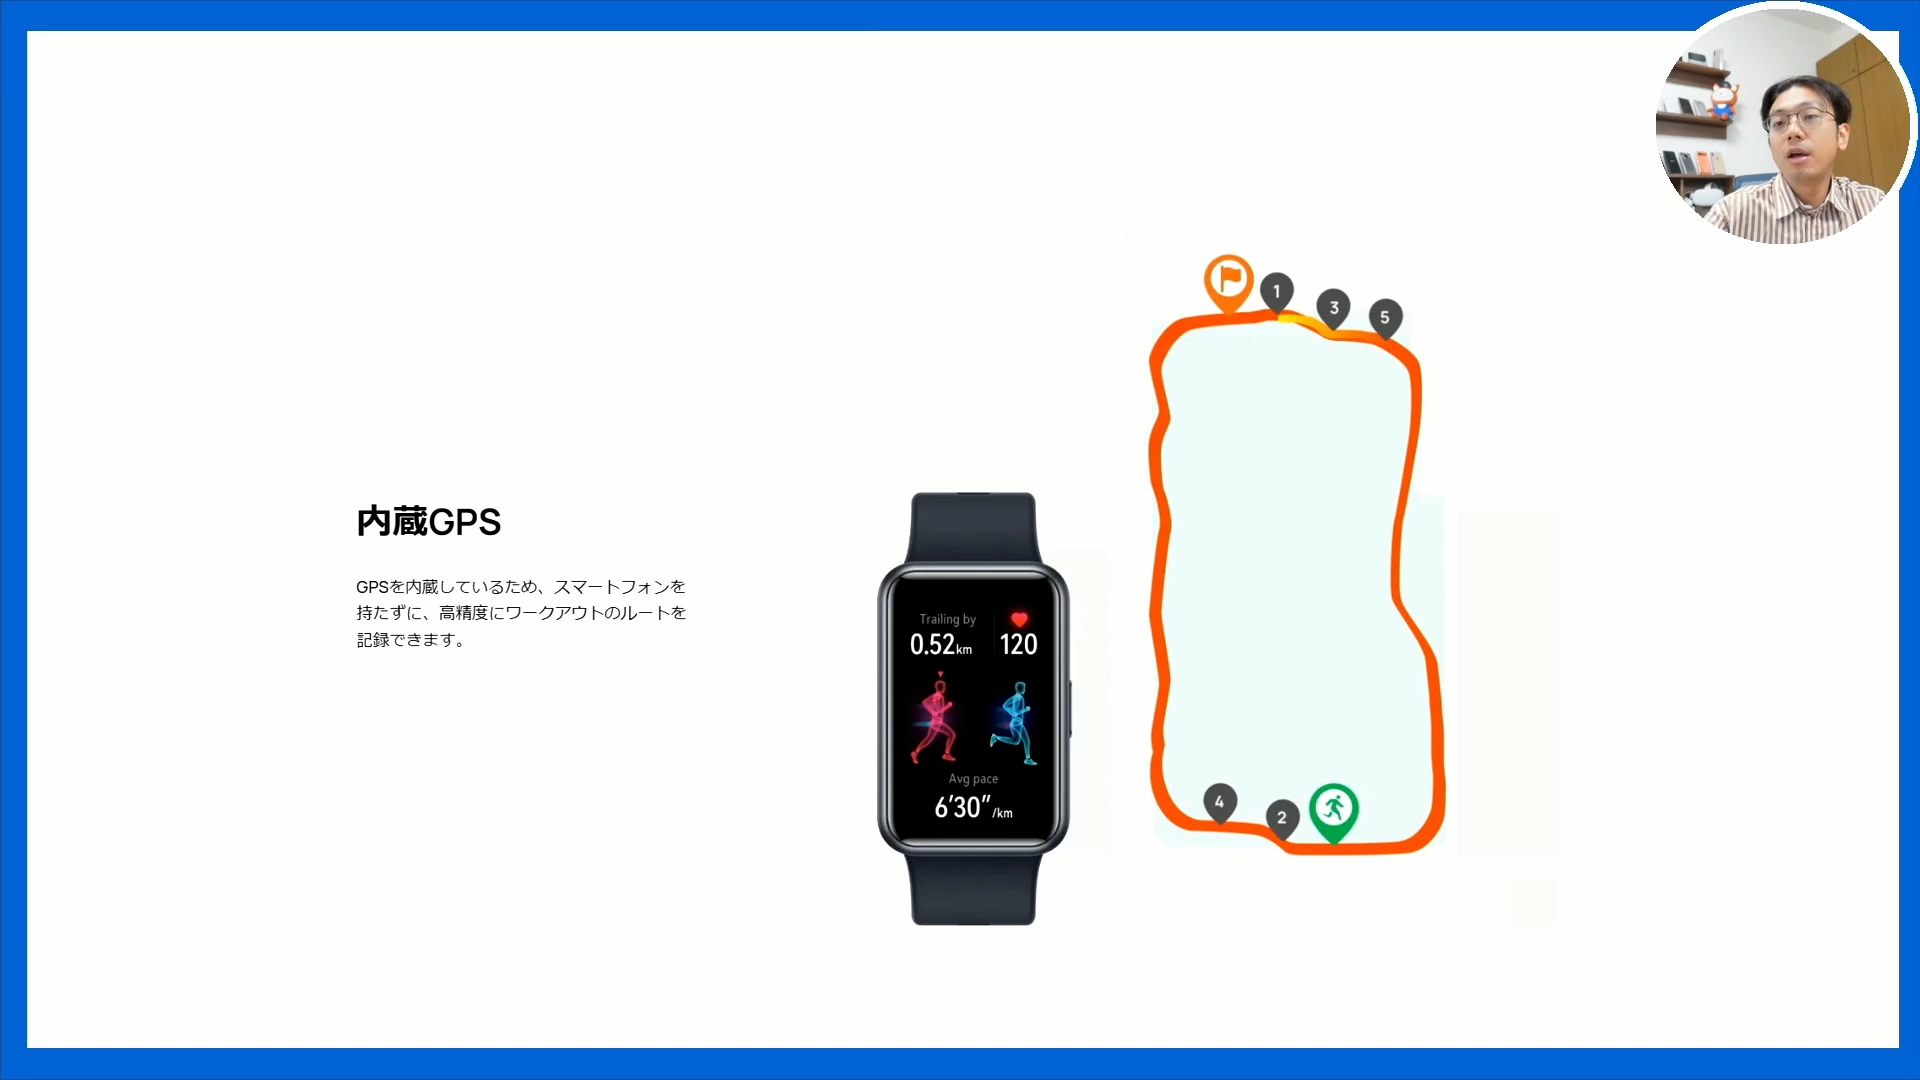 内蔵GPS
GPSを内蔵しているため、スマートフォンを
持たずに、高精度にワークアウトのルートを
記録できます。
Trailing by
0.52km
120
Avg pace
6'30"/km
1
3
5
4
2